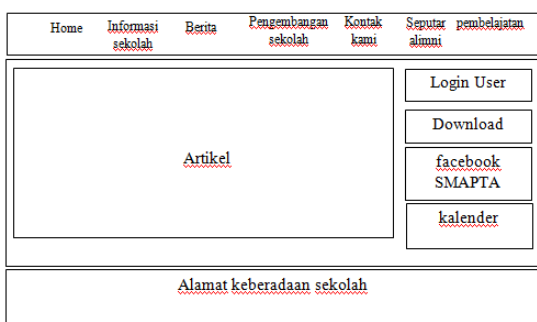 Home
Informasi
sekolah
Berita
Pengembangan
sekolah
Kontak
kami
Seputar
alimni
pembelajatan
Artikel
Login User
Download
facebook
SMAPTA
kalender
Alamat keberadaan sekolah